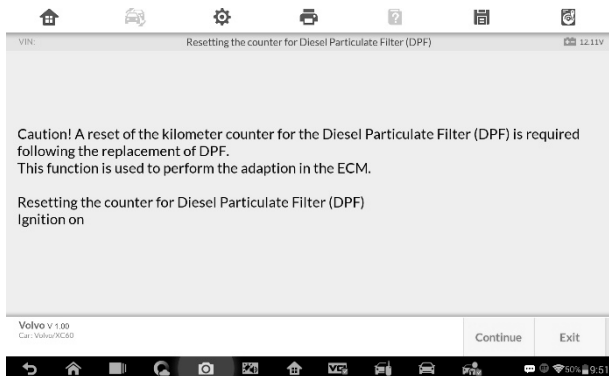 VIN: Resetting the counter for Diesel Particulate Filter (DPF) 12.11V
Caution! A reset of the kilometer counter for the Diesel Particulate Filter (DPF) is required
following the replacement of DPF.
This function is used to perform the adaption in the ECM.
Resetting the counter for Diesel Particulate Filter (DPF)
Ignition on
Volvo V 1.00
Car: Volvo/XC60
Continue Exit
50% 9:51